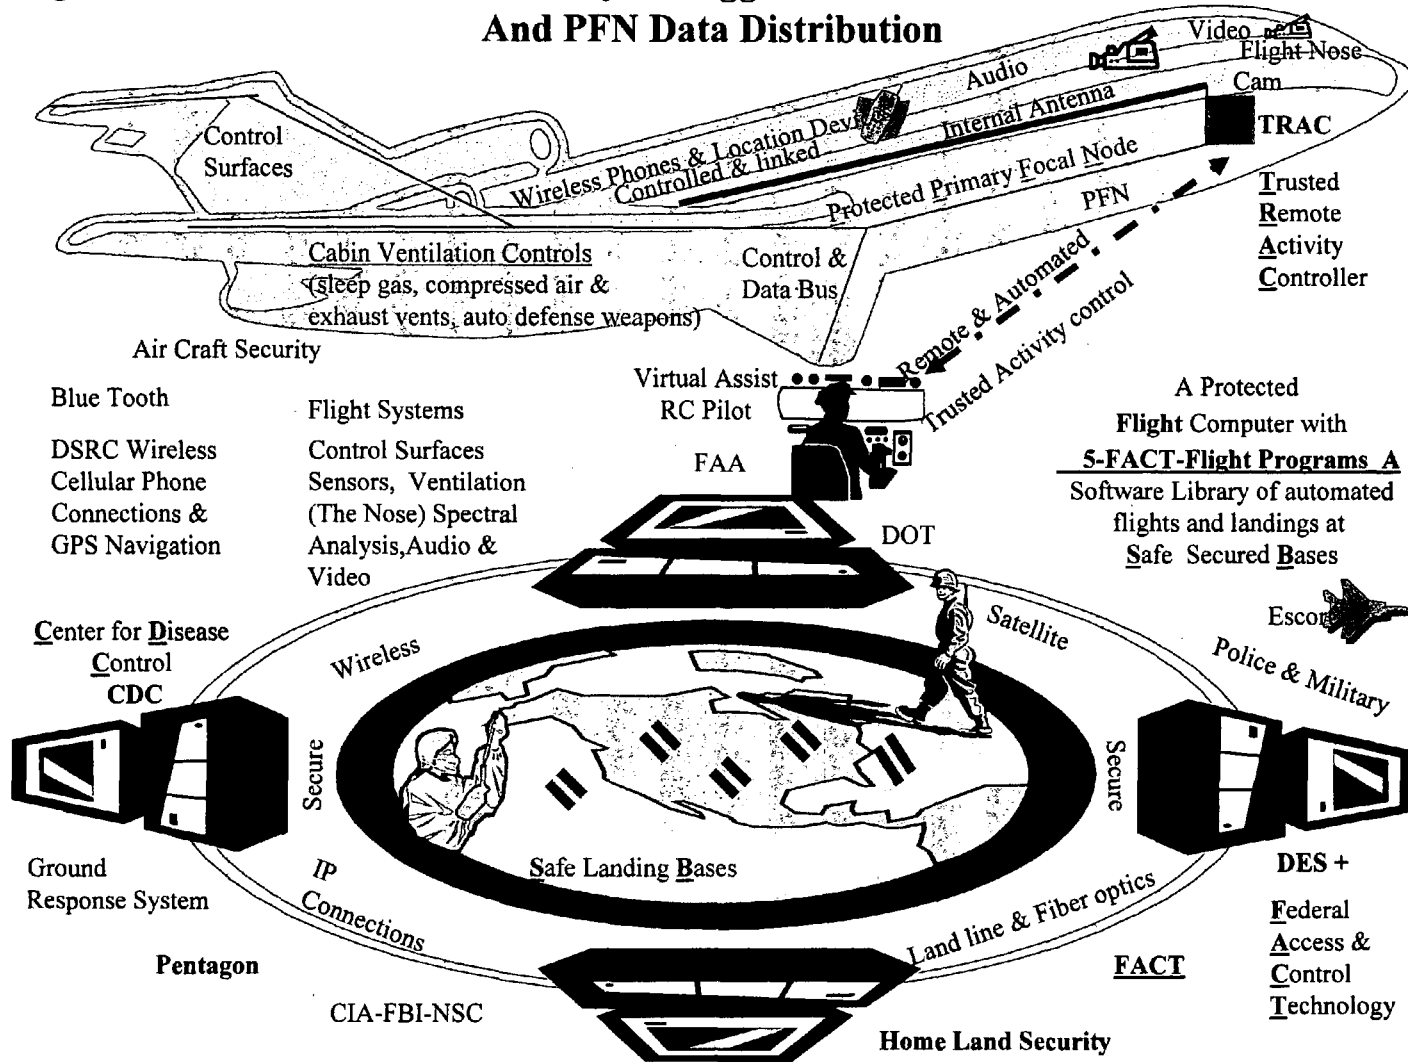 And PFN Data Distribution
Video
Flight Nose
Cam
Audio
Internal Antenna
TRAC
Control
Surfaces
Wireless Phones & Location
Controlled & linked
Protected Primary Focal Node
PFN
Trusted
Remote
Activity
Controller
Cabin Ventilation Controls
(sleep gas, compressed air &
exhaust vents, auto defense weapons)
Control &
Data Bus
Remote & Automated
Trusted Activity control
Air Craft Security
Virtual Assist
RC Pilot
Blue Tooth
DSRC Wireless
Cellular Phone
Connections &
GPS Navigation
Flight Systems
Control Surfaces
Sensors, Ventilation
(The Nose) Spectral
Analysis,Audio &
Video
FAA
DOT
A Protected
Flight Computer with
5-FACT-Flight Programs A
Software Library of automated
flights and landings at
Safe Secured Bases
Escor
Police & Military
Center for Disease
Control
CDC
Wireless
Satellite
Secure
Secure
Safe Landing Bases
Ground
Response System
IP
Connections
Land line & Fiber optics
DES +
Federal
Access &
Control
Technology
Pentagon
FACT
CIA-FBI-NSC
Home Land Security